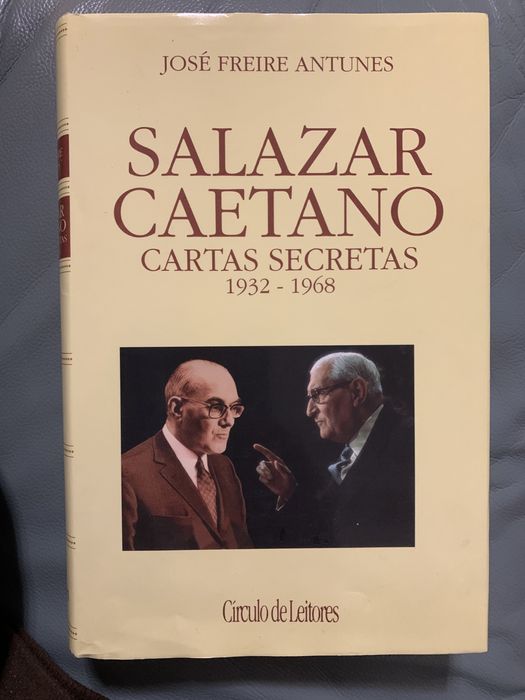 JOSÉ FREIRE ANTUNES
SALAZAR
CAETANO
CARTAS SECRETAS
1932 - 1968
Círculo de Leitores